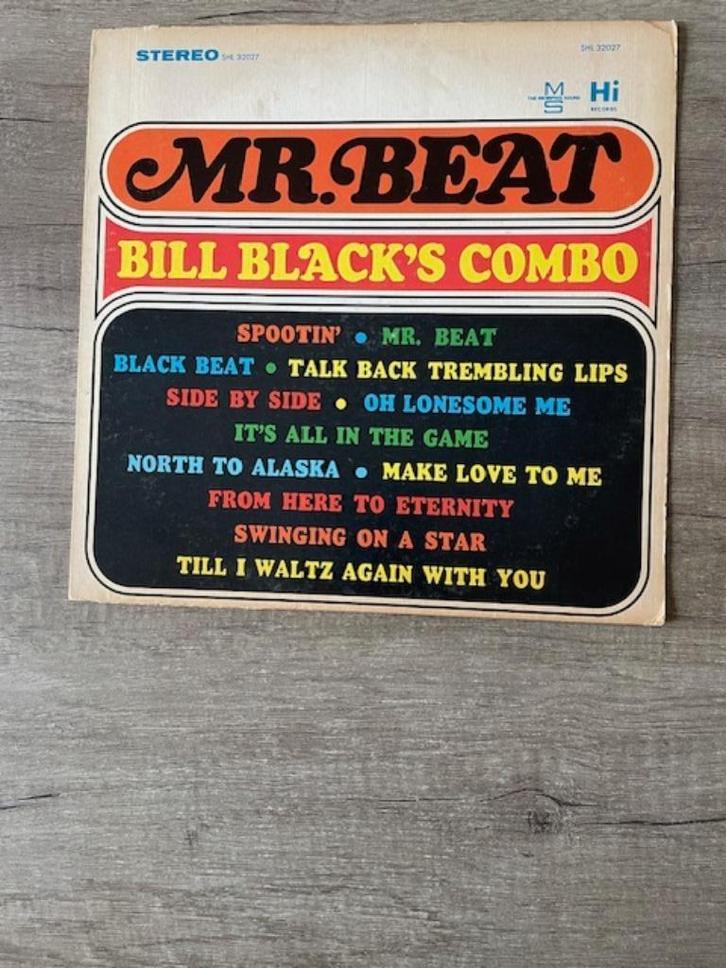 STEREO SHL 32027
SHL 32027
THE MEMPHIS SOUND MS Hi
RECORDS
MR. BEAT
BILL BLACK'S COMBO
SPOOTIN' • MR. BEAT
BLACK BEAT • TALK BACK TREMBLING LIPS
SIDE BY SIDE • OH LONESOME ME
IT'S ALL IN THE GAME
NORTH TO ALASKA • MAKE LOVE TO ME
FROM HERE TO ETERNITY
SWINGING ON A STAR
TILL I WALTZ AGAIN WITH YOU